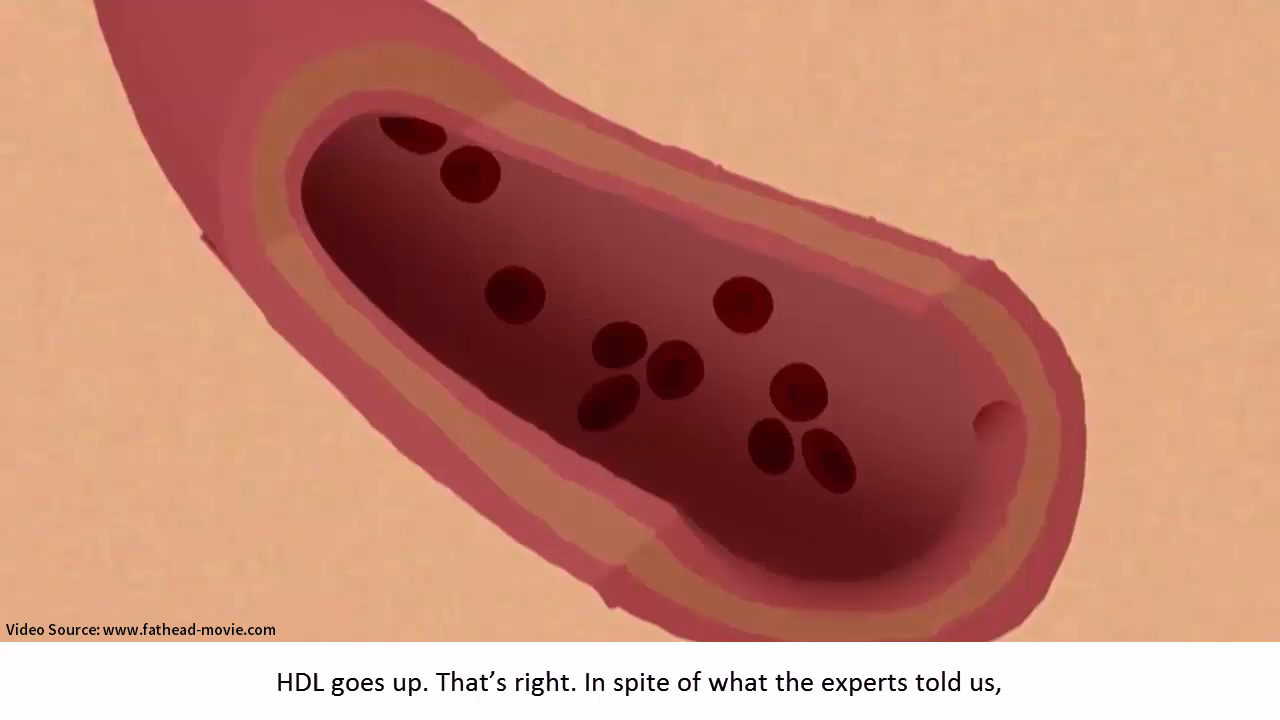 Video Source: www.fathead-movie.com
HDL goes up. That’s right. In spite of what the experts told us,